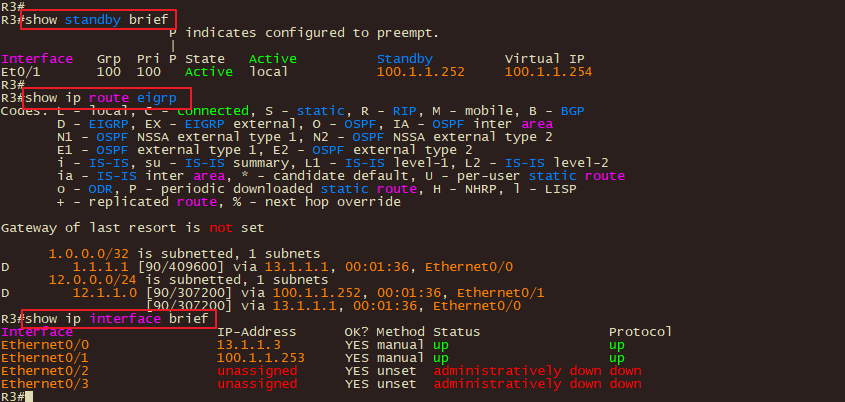 R3#
R3#show standby brief
                     P indicates configured to preempt.
                     |
Interface   Grp  Pri P State   Active          Standby         Virtual IP
Et0/1       100  100   Active  local           100.1.1.252     100.1.1.254
R3#
R3#show ip route eigrp
Codes: L - local, C - connected, S - static, R - RIP, M - mobile, B - BGP
       D - EIGRP, EX - EIGRP external, O - OSPF, IA - OSPF inter area
       N1 - OSPF NSSA external type 1, N2 - OSPF NSSA external type 2
       E1 - OSPF external type 1, E2 - OSPF external type 2
       i - IS-IS, su - IS-IS summary, L1 - IS-IS level-1, L2 - IS-IS level-2
       ia - IS-IS inter area, * - candidate default, U - per-user static route
       o - ODR, P - periodic downloaded static route, H - NHRP, l - LISP
       + - replicated route, % - next hop override
Gateway of last resort is not set
      1.0.0.0/32 is subnetted, 1 subnets
D        1.1.1.1 [90/409600] via 13.1.1.1, 00:01:36, Ethernet0/0
      12.0.0.0/24 is subnetted, 1 subnets
D        12.1.1.0 [90/307200] via 100.1.1.252, 00:01:36, Ethernet0/1
                  [90/307200] via 13.1.1.1, 00:01:36, Ethernet0/0
R3#show ip interface brief
Interface                  IP-Address      OK? Method Status                Protocol
Ethernet0/0                13.1.1.3        YES manual up                    up
Ethernet0/1                100.1.1.253     YES manual up                    up
Ethernet0/2                unassigned      YES unset  administratively down down
Ethernet0/3                unassigned      YES unset  administratively down down
R3#